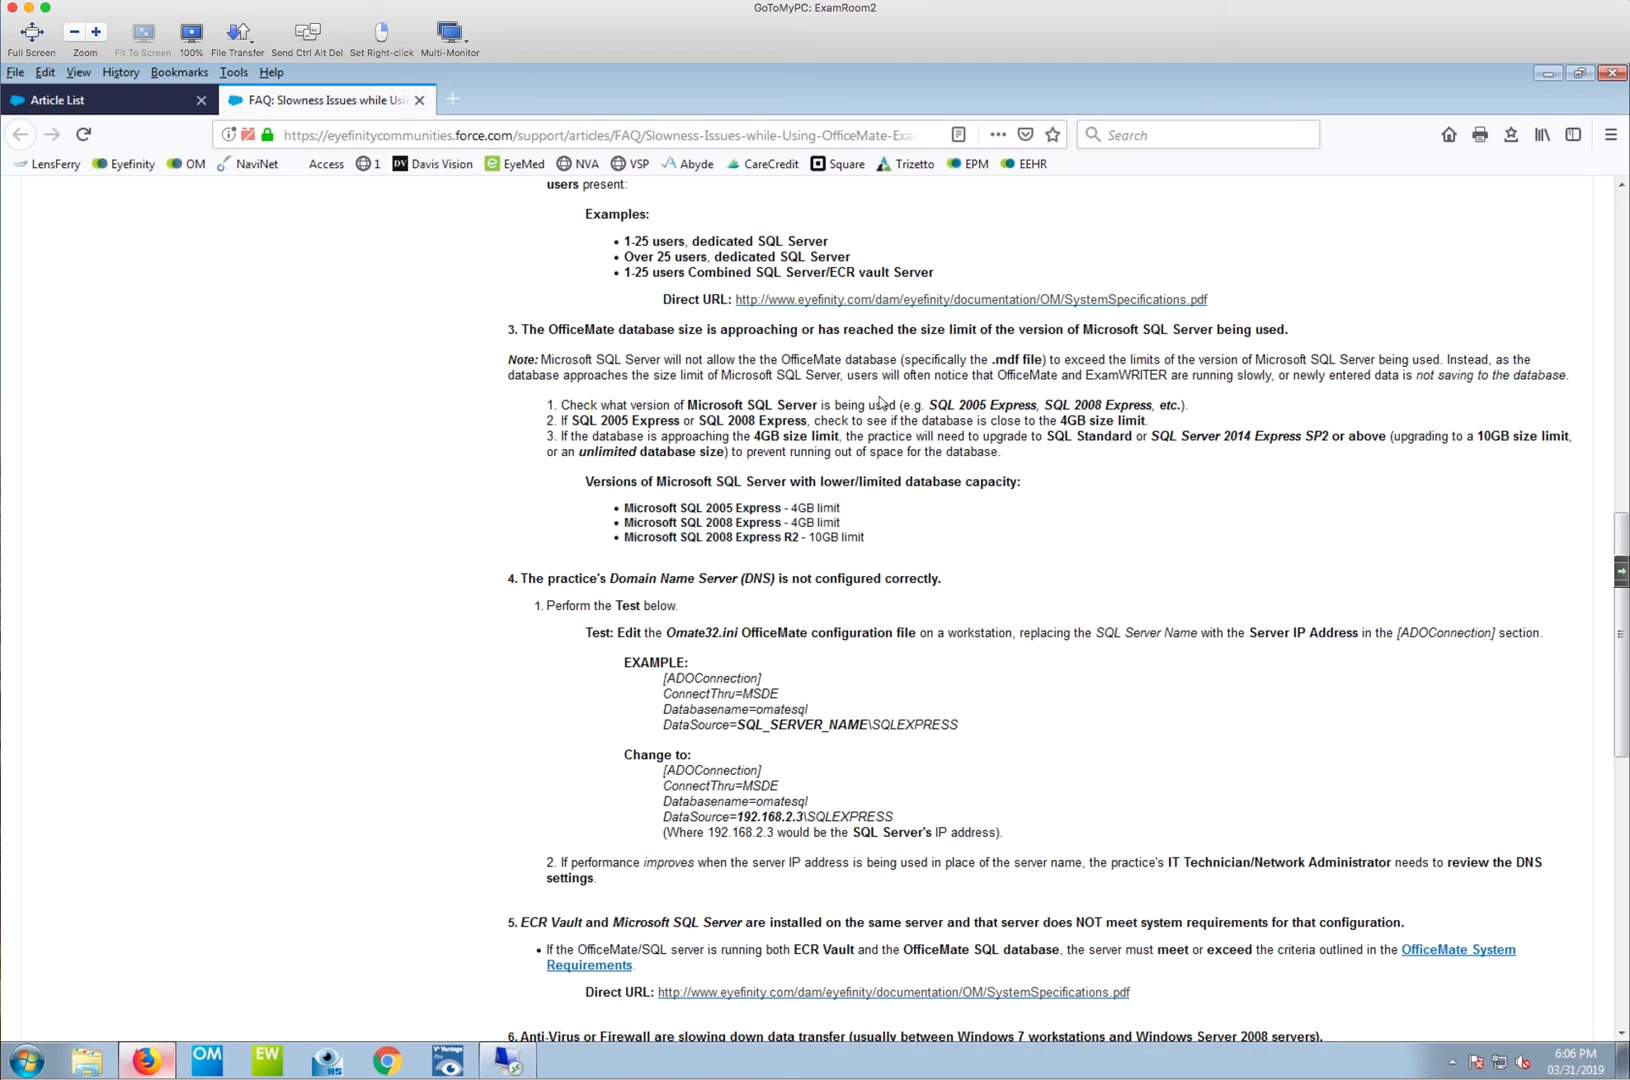 GoToMyPC: ExamRoom2
Full Screen Zoom Fit To Screen 100% File Transfer Send Ctrl Alt Del Set Right-click Multi-Monitor
File Edit View History Bookmarks Tools Help
Article List FAQ: Slowness Issues while Usi
https://eyefinitycommunities.force.com/support/articles/FAQ/Slowness-Issues-while-Using-OfficeMate-Exa Search
LensFerry Eyefinity OM NaviNet Access 1 DV Davis Vision EyeMed NVA VSP Abyde CareCredit Square Trizetto EPM EEHR
users present:
Examples:
• 1-25 users, dedicated SQL Server
• Over 25 users, dedicated SQL Server
• 1-25 users Combined SQL Server/ECR vault Server
Direct URL: http://www.eyefinity.com/dam/eyefinity/documentation/OM/SystemSpecifications.pdf
3. The OfficeMate database size is approaching or has reached the size limit of the version of Microsoft SQL Server being used.
Note: Microsoft SQL Server will not allow the the OfficeMate database (specifically the .mdf file) to exceed the limits of the version of Microsoft SQL Server being used. Instead, as the
database approaches the size limit of Microsoft SQL Server, users will often notice that OfficeMate and ExamWRITER are running slowly, or newly entered data is not saving to the database.
1. Check what version of Microsoft SQL Server is being used (e.g. SQL 2005 Express, SQL 2008 Express, etc.).
2. If SQL 2005 Express or SQL 2008 Express, check to see if the database is close to the 4GB size limit.
3. If the database is approaching the 4GB size limit, the practice will need to upgrade to SQL Standard or SQL Server 2014 Express SP2 or above (upgrading to a 10GB size limit,
or an unlimited database size) to prevent running out of space for the database.
Versions of Microsoft SQL Server with lower/limited database capacity:
• Microsoft SQL 2005 Express - 4GB limit
• Microsoft SQL 2008 Express - 4GB limit
• Microsoft SQL 2008 Express R2 - 10GB limit
4. The practice's Domain Name Server (DNS) is not configured correctly.
1. Perform the Test below.
Test: Edit the Omate32.ini OfficeMate configuration file on a workstation, replacing the SQL Server Name with the Server IP Address in the [ADOConnection] section.
EXAMPLE:
[ADOConnection]
ConnectThru=MSDE
Databasename=omatesql
DataSource=SQL_SERVER_NAME\SQLEXPRESS
Change to:
[ADOConnection]
ConnectThru=MSDE
Databasename=omatesql
DataSource=192.168.2.3\SQLEXPRESS
(Where 192.168.2.3 would be the SQL Server's IP address).
2. If performance improves when the server IP address is being used in place of the server name, the practice's IT Technician/Network Administrator needs to review the DNS
settings.
5. ECR Vault and Microsoft SQL Server are installed on the same server and that server does NOT meet system requirements for that configuration.
• If the OfficeMate/SQL server is running both ECR Vault and the OfficeMate SQL database, the server must meet or exceed the criteria outlined in the OfficeMate System
Requirements.
Direct URL: http://www.eyefinity.com/dam/eyefinity/documentation/OM/SystemSpecifications.pdf
6. Anti-Virus or Firewall are slowing down data transfer (usually between Windows 7 workstations and Windows Server 2008 servers).
OM EW
6:06 PM
03/31/2019